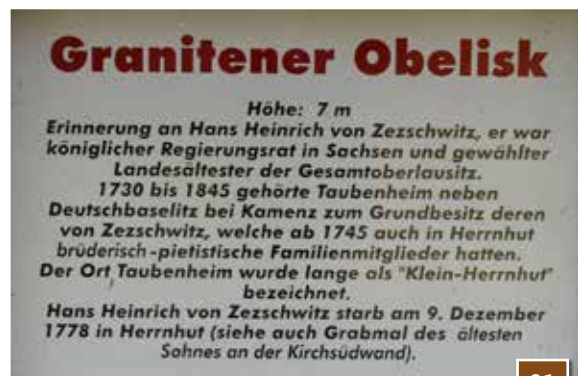 Granitener Obelisk
Höhe: 7 m
Erinnerung an Hans Heinrich von Zezschwitz, er war
königlicher Regierungsrat in Sachsen und gewählter
Landesältester der Gesamtoberlausitz.
1730 bis 1845 gehörte Taubenheim neben
Deutschbaselitz bei Kamenz zum Grundbesitz deren
von Zezschwitz, welche ab 1745 auch in Herrnhut
brüderisch-pietistische Familienmitglieder hatten.
Der Ort Taubenheim wurde lange als "Klein-Herrnhut"
bezeichnet.
Hans Heinrich von Zezschwitz starb am 9. Dezember
1778 in Herrnhut (siehe auch Grabmal des ältesten
Sohnes an der Kirchsüdwand).